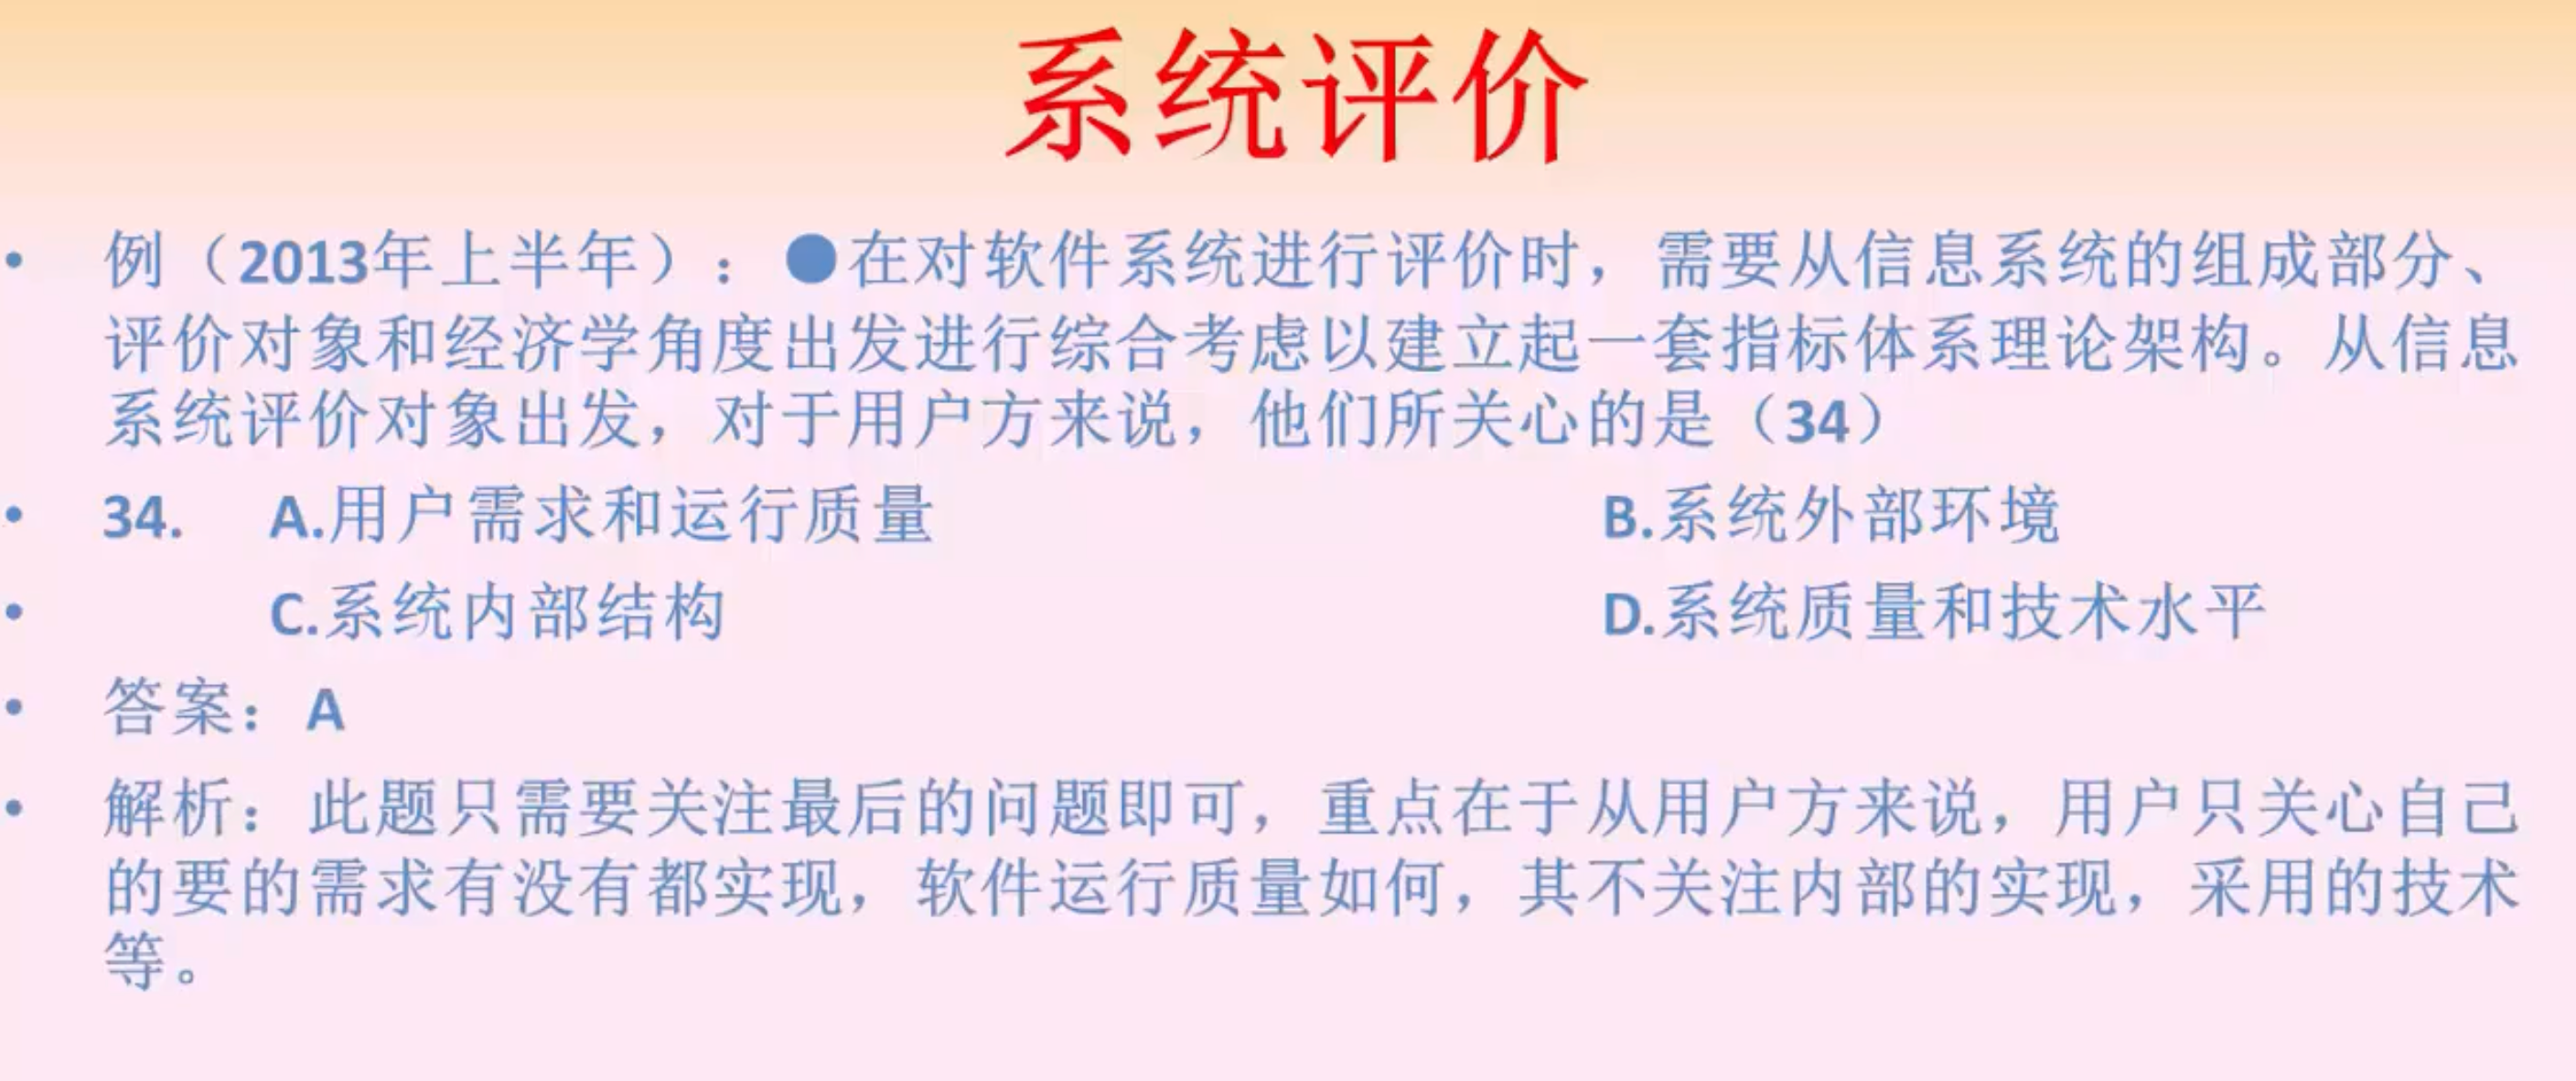 系统评价
• 例（2013年上半年）：●在对软件系统进行评价时，需要从信息系统的组成部分、
评价对象和经济学角度出发进行综合考虑以建立起一套指标体系理论架构。从信息
系统评价对象出发，对于用户方来说，他们所关心的是（34）
• 34. A.用户需求和运行质量 B.系统外部环境
• C.系统内部结构 D.系统质量和技术水平
• 答案：A
• 解析：此题只需要关注最后的问题即可，重点在于从用户方来说，用户只关心自己
的要的需求有没有都实现，软件运行质量如何，其不关注内部的实现，采用的技术
等。